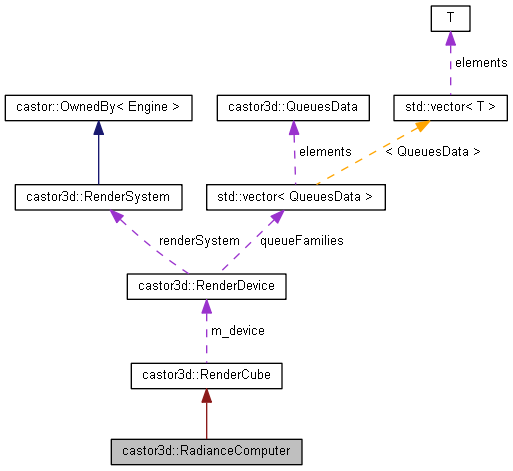 T
elements
castor::OwnedBy< Engine >
castor3d::QueuesData
std::vector< T >
elements
< QueuesData >
castor3d::RenderSystem
std::vector< QueuesData >
renderSystem
queueFamilies
castor3d::RenderDevice
m_device
castor3d::RenderCube
castor3d::RadianceComputer